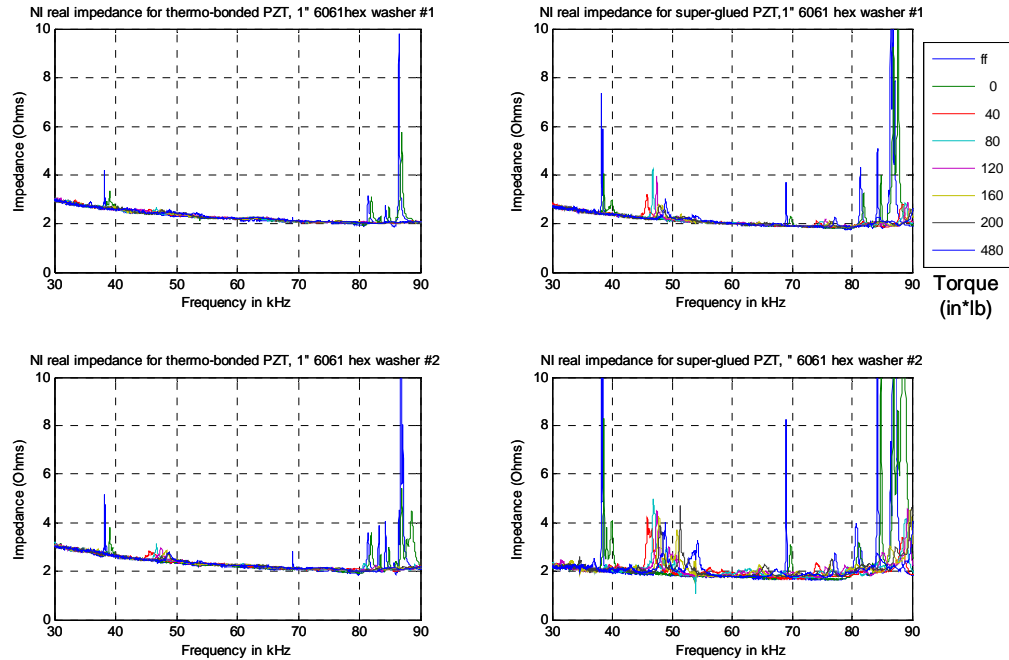 NI real impedance for thermo-bonded PZT, 1" 6061hex washer #1
10
8
6
4
2
0
Impedance (Ohms)
30 40 50 60 70 80 90
Frequency in kHz
NI real impedance for super-glued PZT,1" 6061 hex washer #1
10
8
6
4
2
0
Impedance (Ohms)
30 40 50 60 70 80 90
Frequency in kHz
ff
0
40
80
120
160
200
480
Torque
(in*lb)
NI real impedance for thermo-bonded PZT, 1" 6061 hex washer #2
10
8
6
4
2
0
Impedance (Ohms)
30 40 50 60 70 80 90
Frequency in kHz
NI real impedance for super-glued PZT, " 6061 hex washer #2
10
8
6
4
2
0
Impedance (Ohms)
30 40 50 60 70 80 90
Frequency in kHz